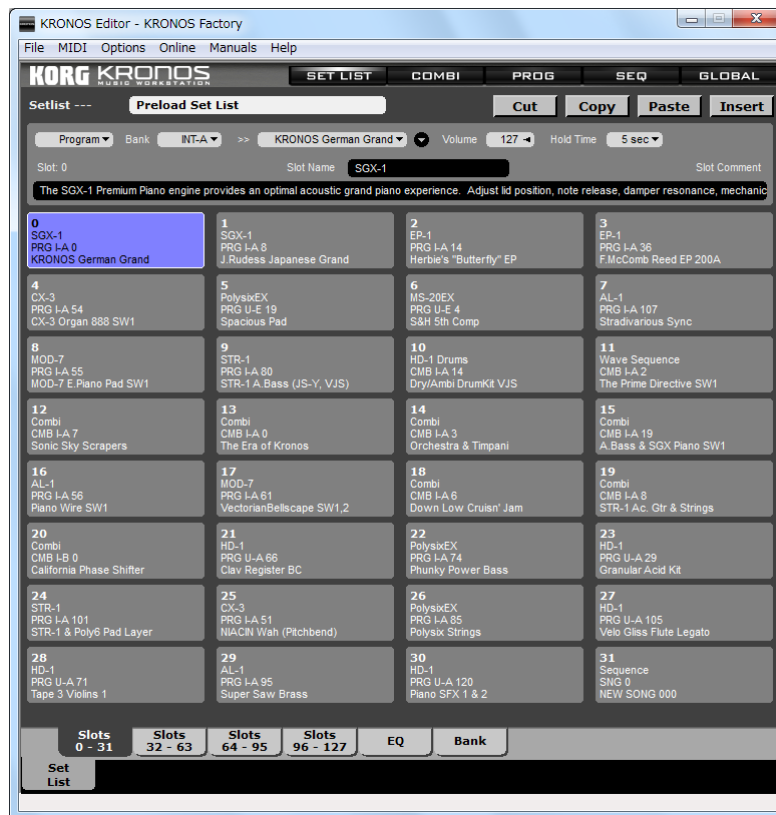 KRONOS Editor - KRONOS Factory
File MIDI Options Online Manuals Help
KORG KRONOS
MUSIC WORKSTATION
SET LIST COMBI PROG SEQ GLOBAL
Setlist --- Preload Set List Cut Copy Paste Insert
Program Bank INT-A >> KRONOS German Grand Volume 127 Hold Time 5 sec
Slot: 0 Slot Name SGX-1 Slot Comment
The SGX-1 Premium Piano engine provides an optimal acoustic grand piano experience. Adjust lid position, note release, damper resonance, mechanic
0
SGX-1
PRG I-A 0
KRONOS German Grand
1
SGX-1
PRG I-A 8
J.Rudess Japanese Grand
2
EP-1
PRG I-A 14
Herbie's "Butterfly" EP
3
EP-1
PRG I-A 36
F.McComb Reed EP 200A
4
CX-3
PRG I-A 54
CX-3 Organ 888 SW1
5
PolysixEX
PRG U-E 19
Spacious Pad
6
MS-20EX
PRG U-E 4
S&H 5th Comp
7
AL-1
PRG I-A 107
Stradivarious Sync
8
MOD-7
PRG I-A 55
MOD-7 E.Piano Pad SW1
9
STR-1
PRG I-A 80
STR-1 A.Bass (JS-Y, VJS)
10
HD-1 Drums
CMB I-A 14
Dry/Ambi DrumKit VJS
11
Wave Sequence
CMB I-A 2
The Prime Directive SW1
12
Combi
CMB I-A 7
Sonic Sky Scrapers
13
Combi
CMB I-A 0
The Era of Kronos
14
Combi
CMB I-A 3
Orchestra & Timpani
15
Combi
CMB I-A 19
A.Bass & SGX Piano SW1
16
AL-1
PRG I-A 56
Piano Wire SW1
17
MOD-7
PRG I-A 61
VectorianBellscape SW1,2
18
Combi
CMB I-A 6
Down Low Cruisn' Jam
19
Combi
CMB I-A 8
STR-1 Ac. Gtr & Strings
20
Combi
CMB I-B 0
California Phase Shifter
21
HD-1
PRG U-A 66
Clav Register BC
22
PolysixEX
PRG I-A 74
Phunky Power Bass
23
HD-1
PRG U-A 29
Granular Acid Kit
24
STR-1
PRG I-A 101
STR-1 & Poly6 Pad Layer
25
CX-3
PRG I-A 51
NIACIN Wah (Pitchbend)
26
PolysixEX
PRG I-A 85
Polysix Strings
27
HD-1
PRG U-A 105
Velo Gliss Flute Legato
28
HD-1
PRG U-A 71
Tape 3 Violins 1
29
AL-1
PRG I-A 95
Super Saw Brass
30
HD-1
PRG U-A 120
Piano SFX 1 & 2
31
Sequence
SNG 0
NEW SONG 000
Slots
0 - 31
Slots
32 - 63
Slots
64 - 95
Slots
96 - 127
EQ
Bank
Set
List